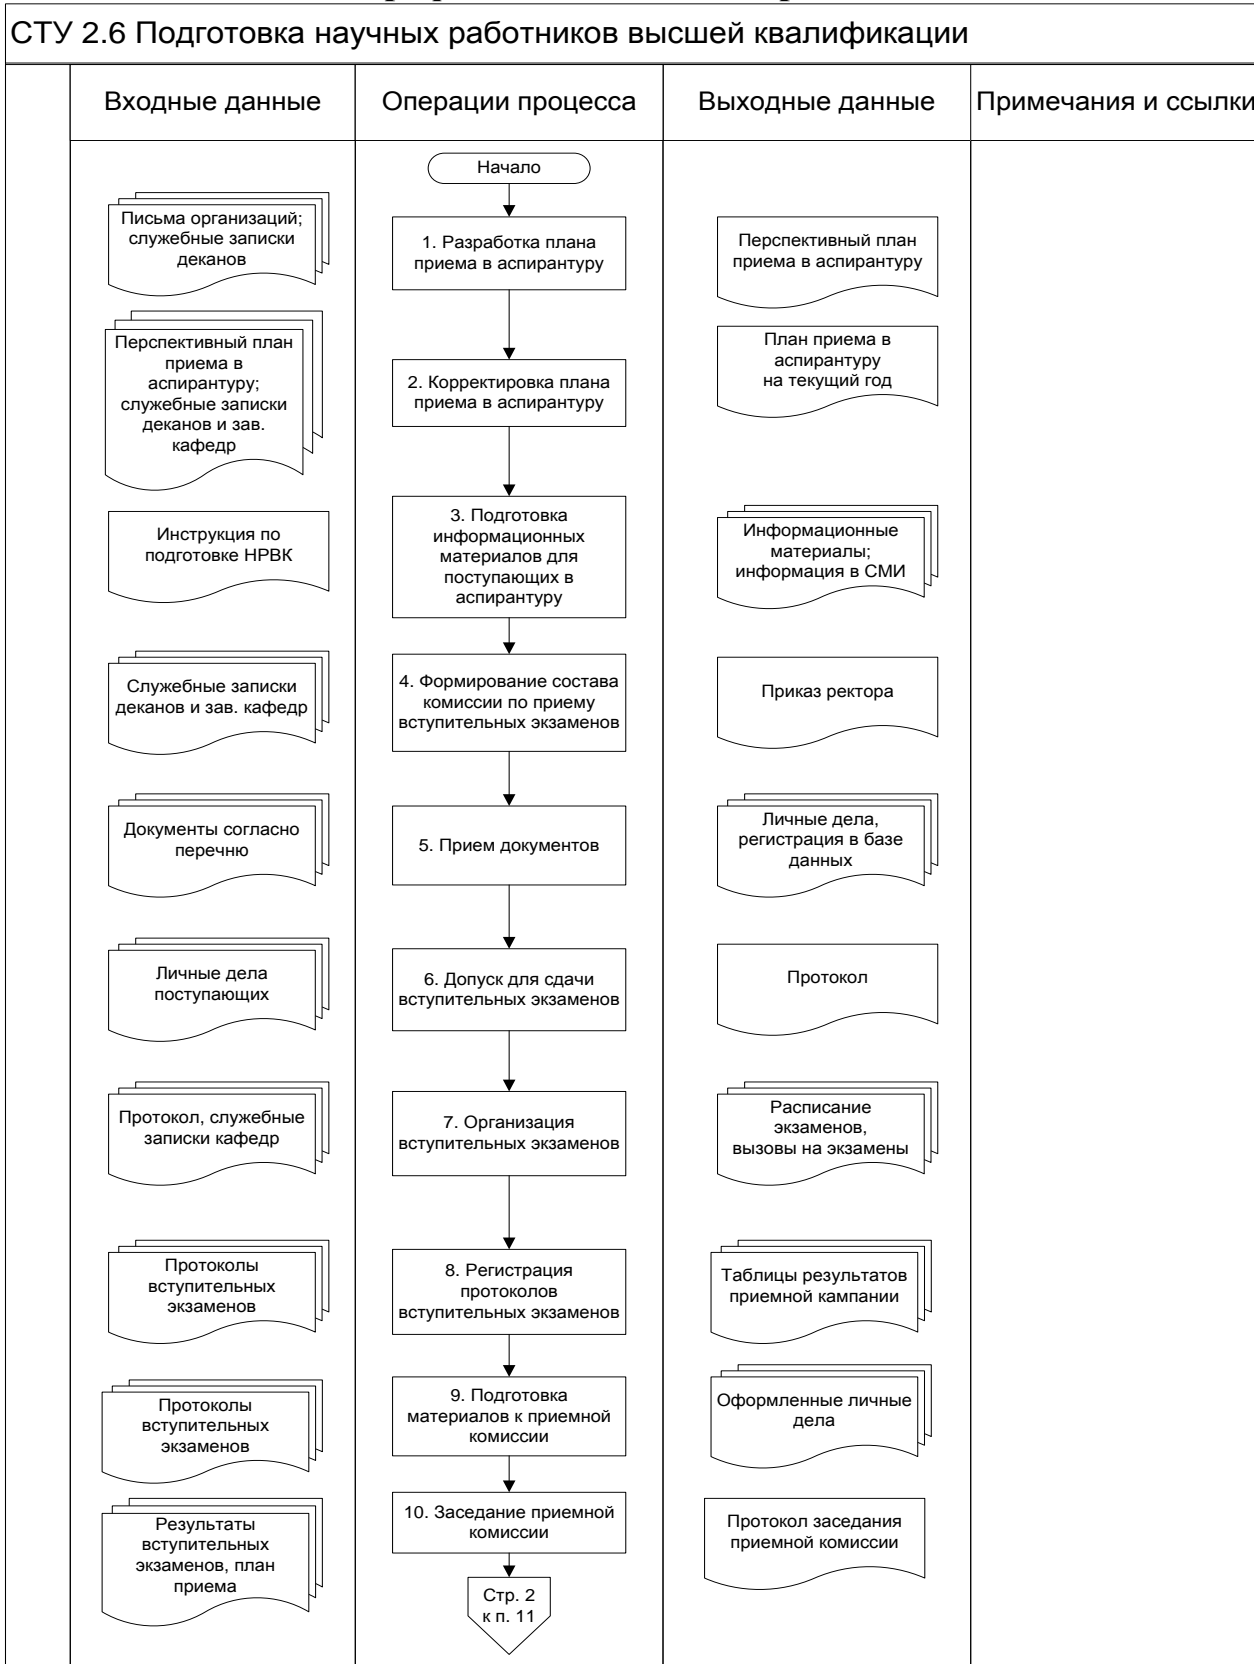 СТУ 2.6 Подготовка научных работников высшей квалификации
Входные данные
Операции процесса
Выходные данные
Примечания и ссылки
Начало
Письма организаций;
служебные записки
деканов
1. Разработка плана
приема в аспирантуру
Перспективный план
приема в аспирантуру
Перспективный план
приема в
аспирантуру;
служебные записки
деканов и зав.
кафедр
2. Корректировка плана
приема в аспирантуру
План приема в
аспирантуру
на текущий год
Инструкция по
подготовке НРВК
3. Подготовка
информационных
материалов для
поступающих в
аспирантуру
Информационные
материалы;
информация в СМИ
Служебные записки
деканов и зав. кафедр
4. Формирование состава
комиссии по приему
вступительных экзаменов
Приказ ректора
Документы согласно
перечню
5. Прием документов
Личные дела,
регистрация в базе
данных
Личные дела
поступающих
6. Допуск для сдачи
вступительных экзаменов
Протокол
Протокол, служебные
записки кафедр
7. Организация
вступительных экзаменов
Расписание
экзаменов,
вызовы на экзамены
Протоколы
вступительных
экзаменов
8. Регистрация
протоколов
вступительных экзаменов
Таблицы результатов
приемной кампании
Протоколы
вступительных
экзаменов
9. Подготовка
материалов к приемной
комиссии
Оформленные личные
дела
Результаты
вступительных
экзаменов, план
приема
10. Заседание приемной
комиссии
Протокол заседания
приемной комиссии
Стр. 2
к п. 11